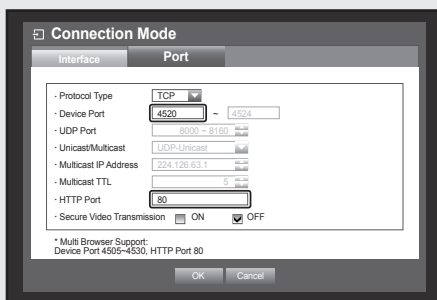 Connection Mode
Interface Port
· Protocol Type TCP
· Device Port 4520 ~ 4524
· UDP Port 8000 ~ 8160
· Unicast/Multicast UDP-Unicast
· Multicast IP Address 224.126.63.1
· Multicast TTL 5
· HTTP Port 80
· Secure Video Transmission ON OFF
* Multi Browser Support:
Device Port 4505~4530, HTTP Port 80
OK Cancel